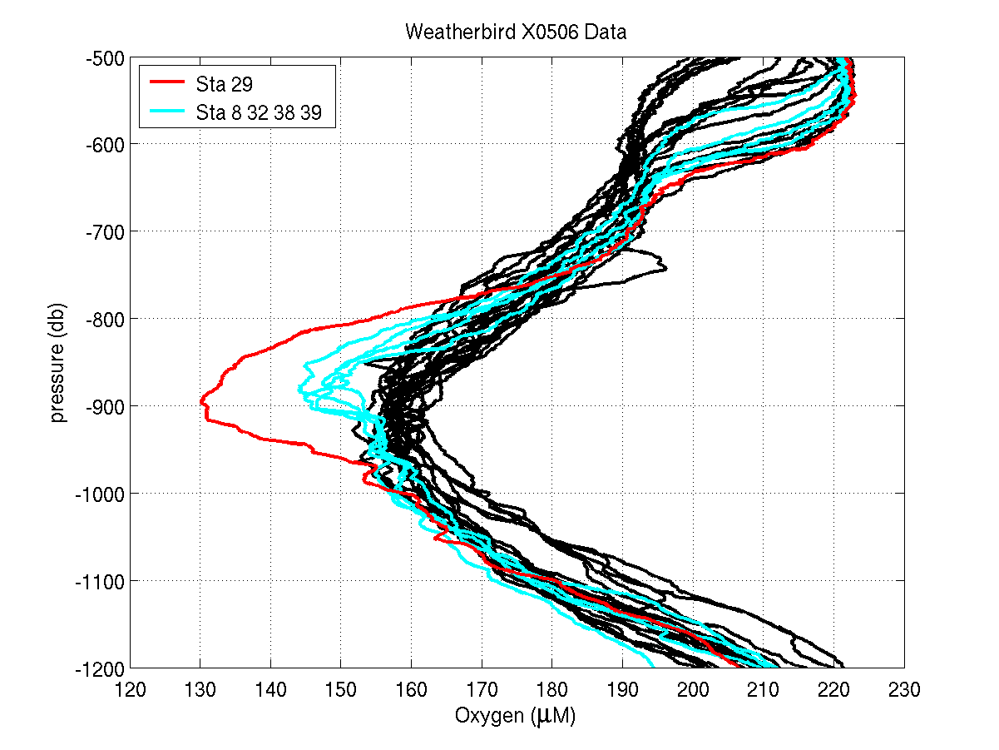 Weatherbird X0506 Data
Sta 29
Sta 8 32 38 39
-500
-600
-700
-800
-900
-1000
-1100
-1200
pressure (db)
120 130 140 150 160 170 180 190 200 210 220 230
Oxygen (μM)